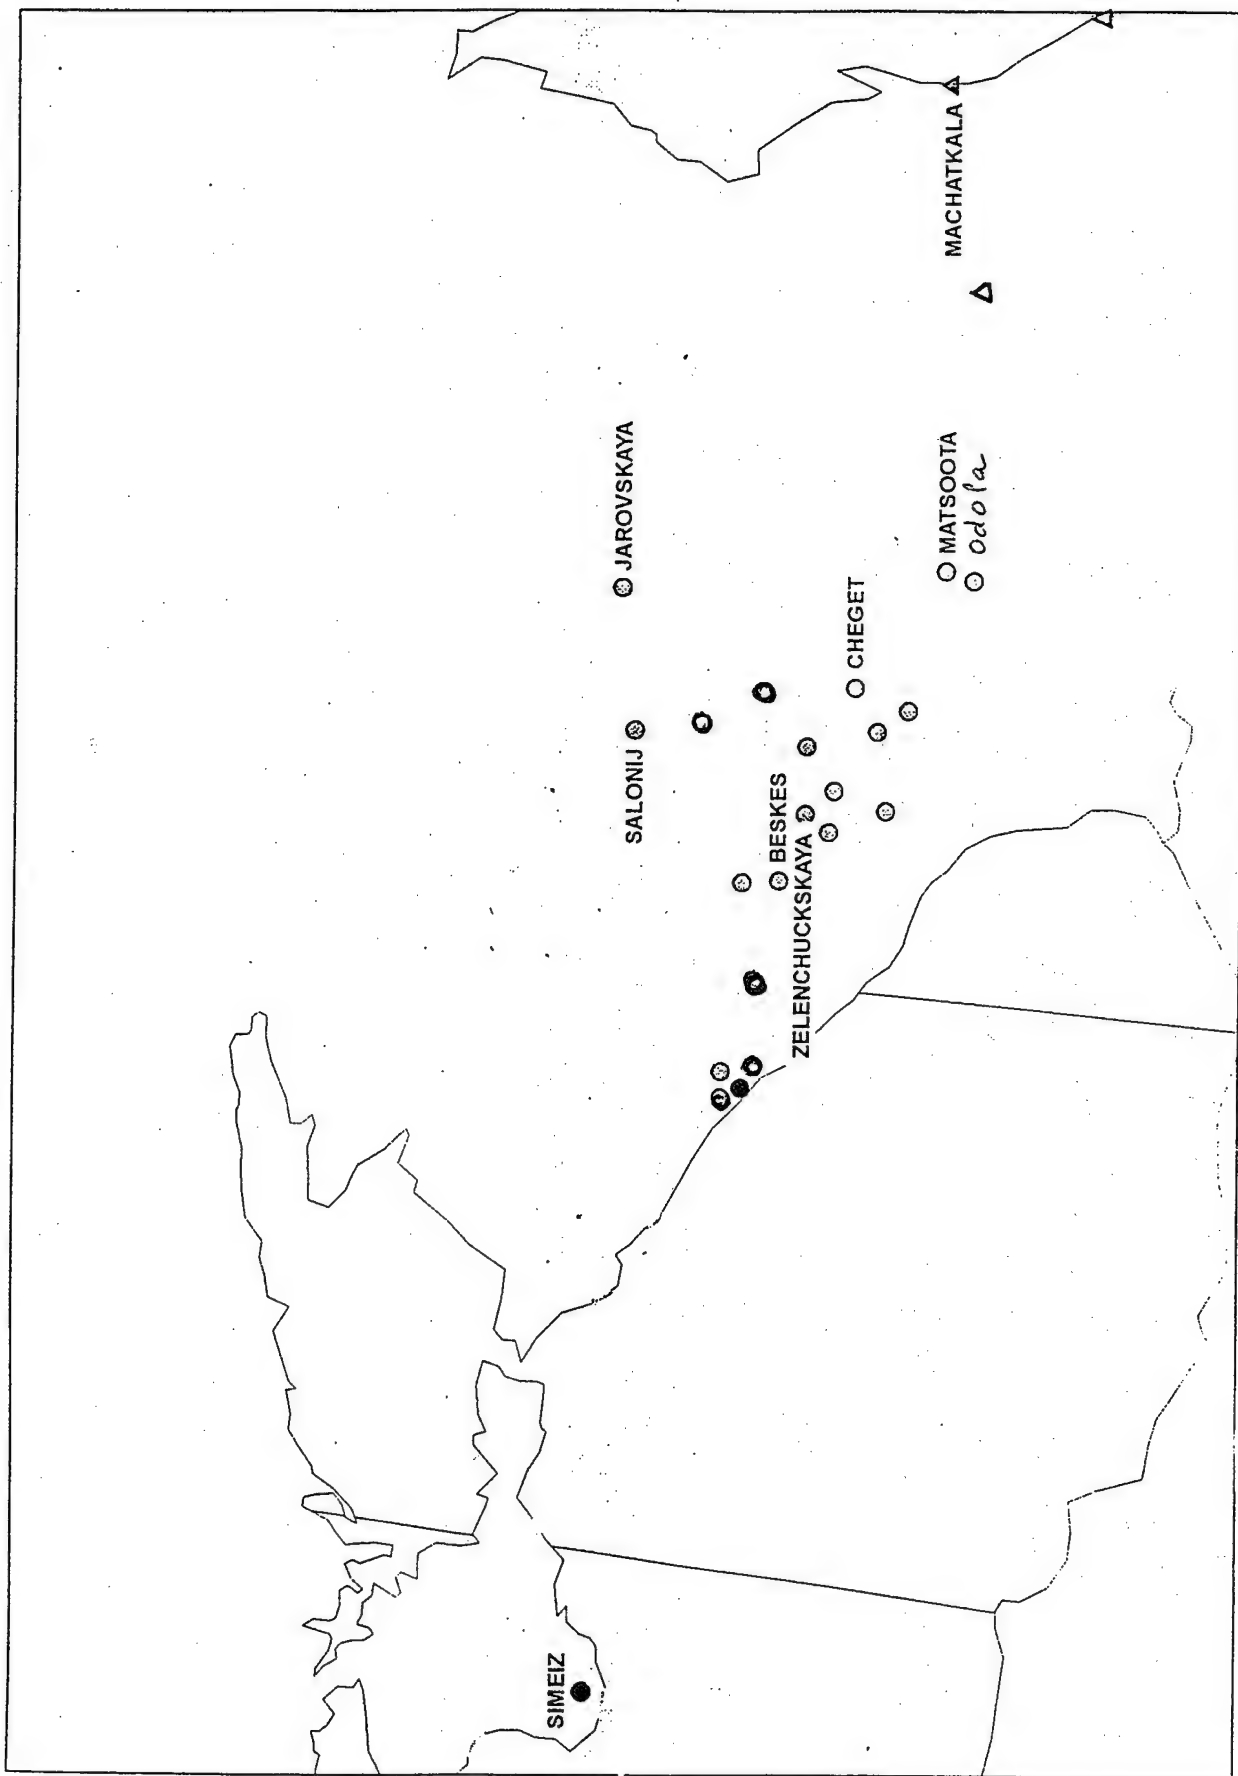 JAROVSKAYA
SALONIJ
BESKES
ZELENCHUCKSKAYA
CHEGET
MATSOOTA
odola
MACHATKALA
SIMEIZ